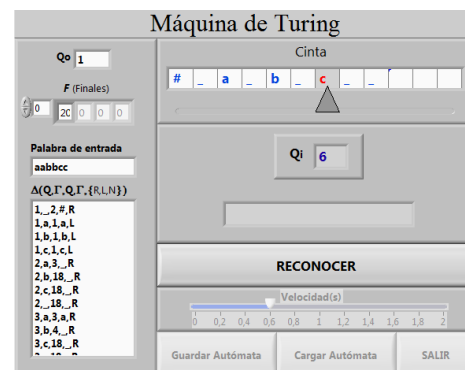 Máquina de Turing
Qo 1
F (Finales)
0 20 0 0 0
Palabra de entrada
aabbcc
Δ(Q,Γ,Q,Γ,{R,L,N})
1,_,2,#,R
1,a,1,a,L
1,b,1,b,L
1,c,1,c,L
2,a,3,_,R
2,b,18,_,R
2,c,18,_,R
2,_,18,_,R
3,a,3,a,R
3,b,4,_,R
3,c,18,_,R
Cinta
# _ a _ b _ c _ _
Qi 6
RECONOCER
Velocidad(s)
0 0,2 0,4 0,6 0,8 1 1,2 1,4 1,6 1,8 2
Guardar Autómata Cargar Autómata SALIR